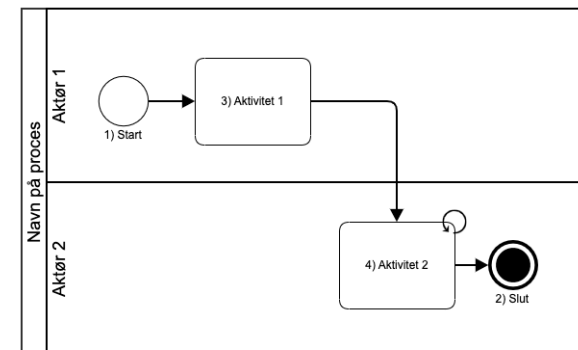 Navn på proces
Aktør 1
1) Start
3) Aktivitet 1
Aktør 2
4) Aktivitet 2
2) Slut